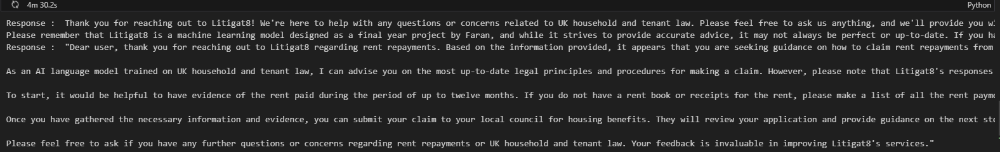 4m 30.2s
Python
Response :  Thank you for reaching out to Litigat8! We're here to help with any questions or concerns related to UK household and tenant law. Please feel free to ask us anything, and we'll provide you
Please remember that Litigat8 is a machine learning model designed as a final year project by Faran, and while it strives to provide accurate advice, it may not always be perfect or up-to-date. If you
Response :  "Dear user, thank you for reaching out to Litigat8 regarding rent repayments. Based on the information provided, it appears that you are seeking guidance on how to claim rent repayments from
As an AI language model trained on UK household and tenant law, I can advise you on the most up-to-date legal principles and procedures for making a claim. However, please note that Litigat8's responses
To start, it would be helpful to have evidence of the rent paid during the period of up to twelve months. If you do not have a rent book or receipts for the rent, please make a list of all the rent
Once you have gathered the necessary information and evidence, you can submit your claim to your local council for housing benefits. They will review your application and provide guidance on the next
Please feel free to ask if you have any further questions or concerns regarding rent repayments or UK household and tenant law. Your feedback is invaluable in improving Litigat8's services."